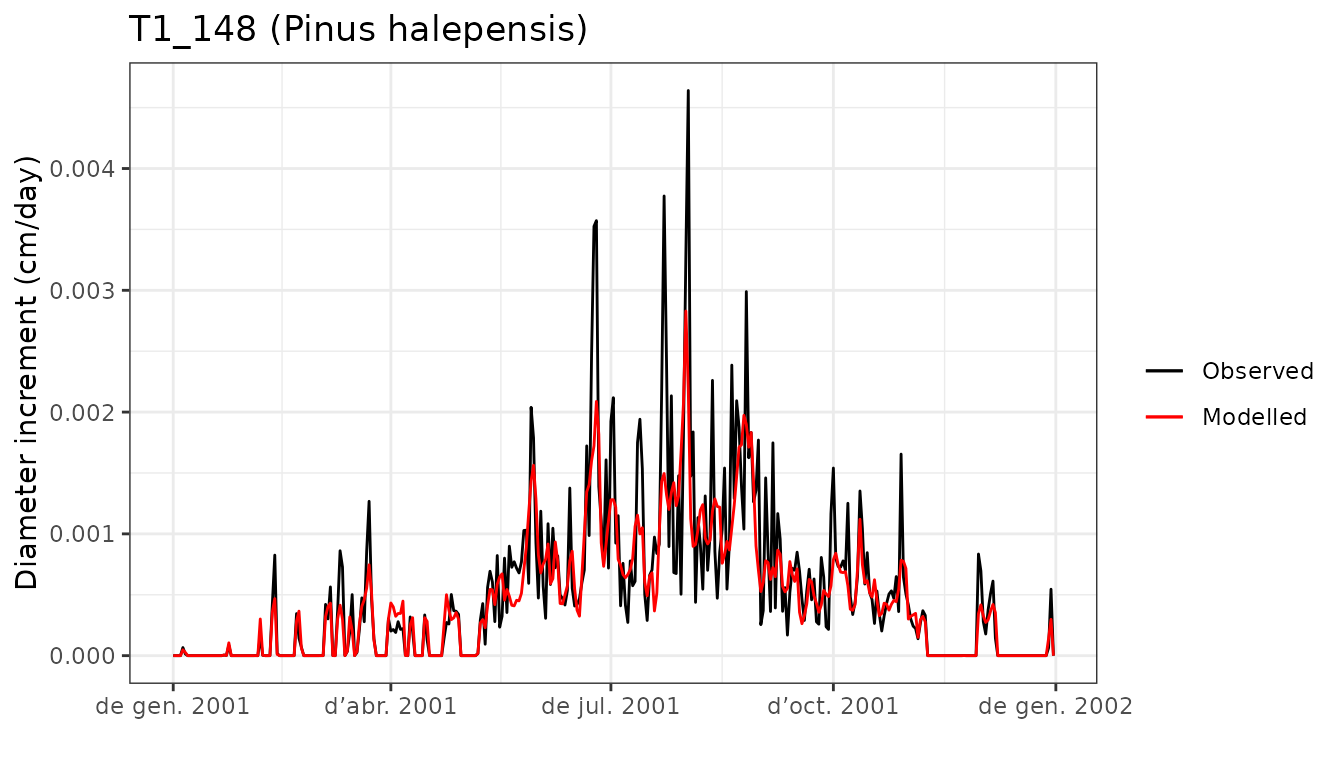 T1_148 (Pinus halepensis)
Diameter increment (cm/day)
0.004
0.003
0.002
0.001
0.000
de gen. 2001
d’abr. 2001
de jul. 2001
d’oct. 2001
de gen. 2002
Observed
Modelled